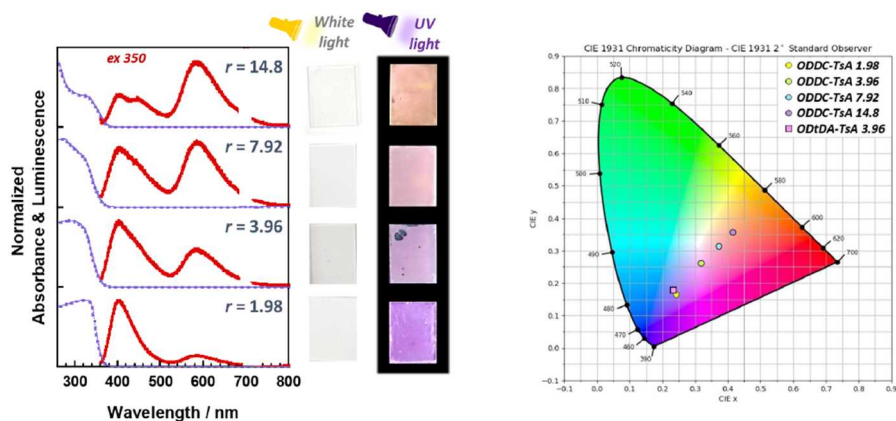 White
light
UV
light
ex 350
r = 14.8
r = 7.92
r = 3.96
r = 1.98
Normalized
Absorbance & Luminescence
300 400 500 600 700 800
Wavelength / nm
CIE 1931 Chromaticity Diagram - CIE 1931 2° Standard Observer
ODDC-TsA 1.98
ODDC-TsA 3.96
ODDC-TsA 7.92
ODDC-TsA 14.8
ODtDA-TsA 3.96
0.9
0.8
0.7
0.6
0.5
0.4
0.3
0.2
0.1
0.0
−0.1
CIE y
520
510
540
560
500
580
600
620
700
490
480
470
460
390
−0.1 0.0 0.1 0.2 0.3 0.4 0.5 0.6 0.7 0.8 0.9
CIE x